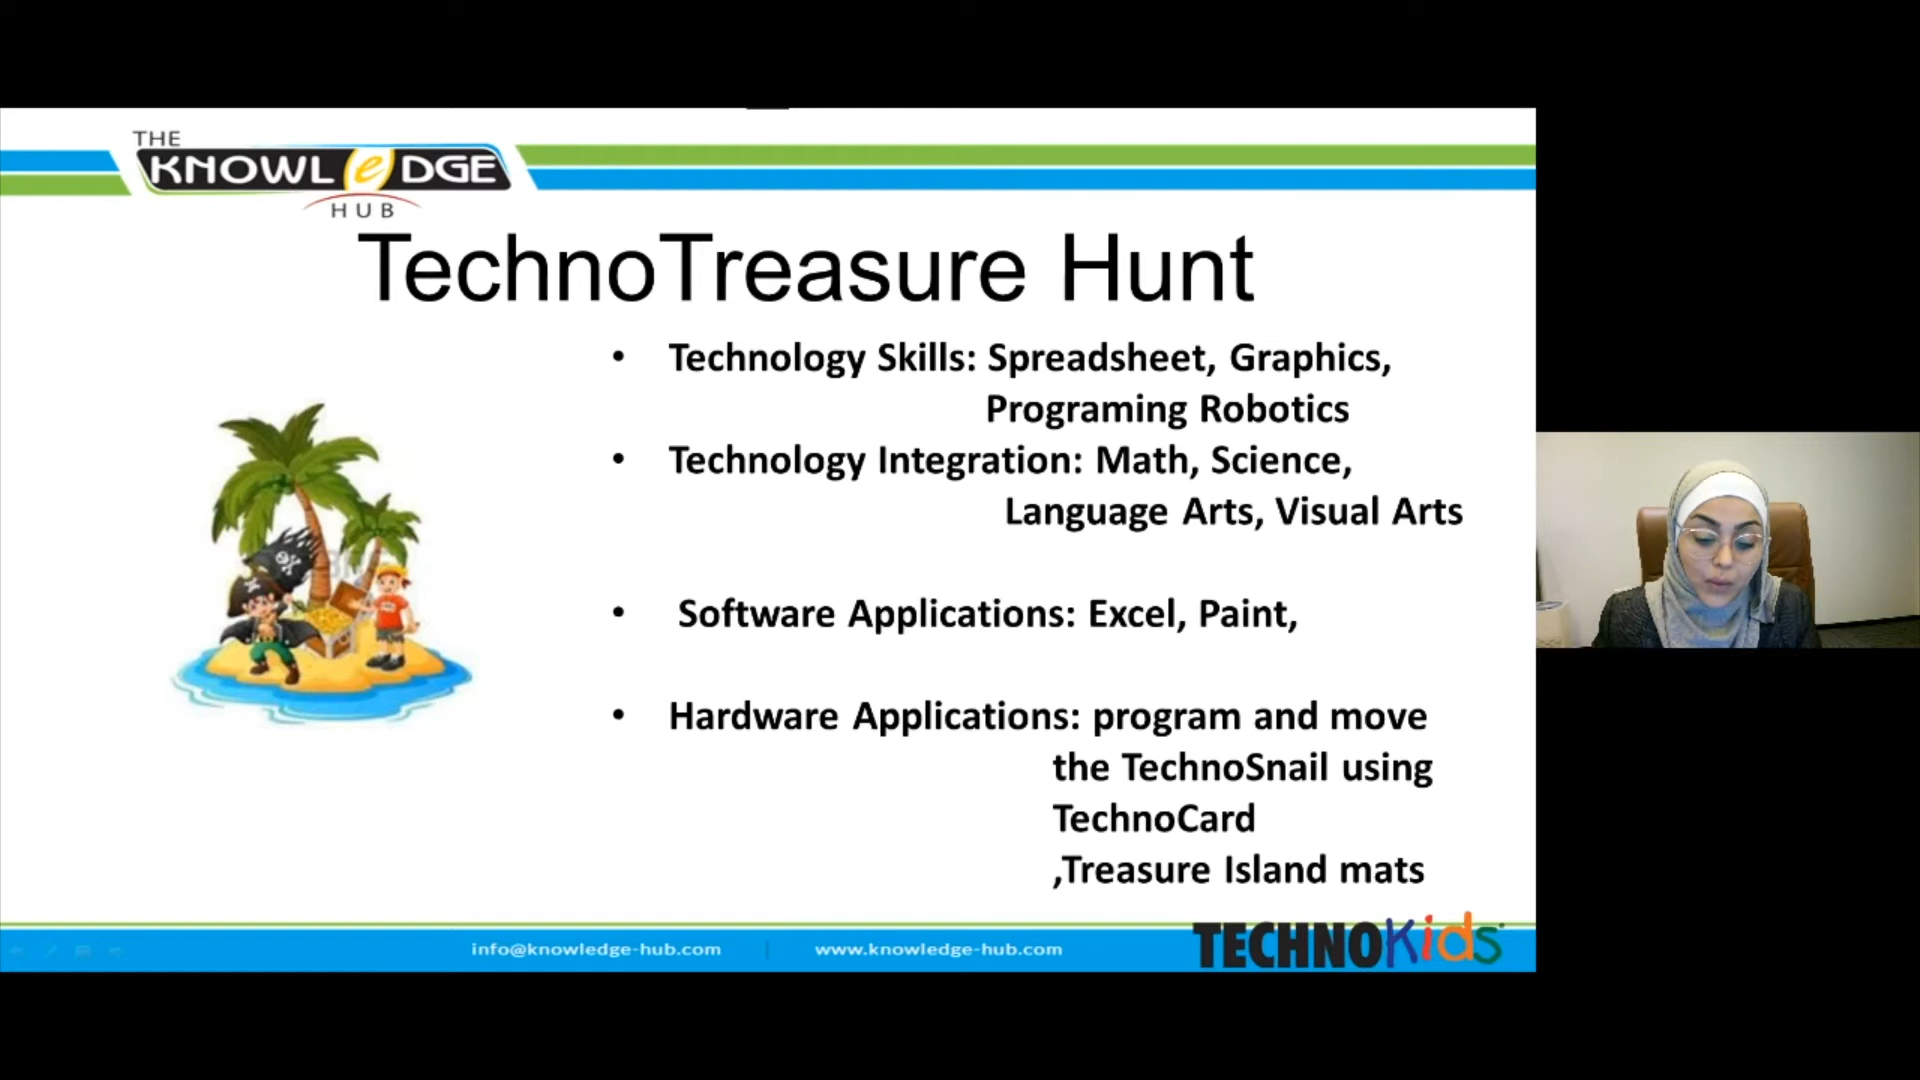 THE
KNOWLeDGE
HUB
TechnoTreasure Hunt
• Technology Skills: Spreadsheet, Graphics,
Programing Robotics
• Technology Integration: Math, Science,
Language Arts, Visual Arts
• Software Applications: Excel, Paint,
• Hardware Applications: program and move
the TechnoSnail using
TechnoCard
,Treasure Island mats
info@knowledge-hub.com | www.knowledge-hub.com
TECHNOKids